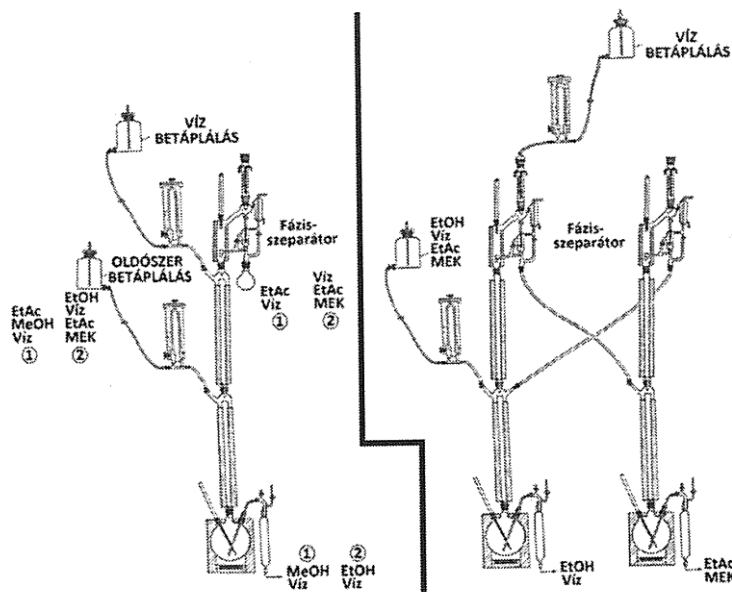 VÍZ
BETÁPLÁLÁS
Fázis-
szeparátor
OLDÓSZER
BETÁPLÁLÁS
EtAc
MeOH
Víz
①
EtOH
Víz
EtAc
MEK
②
EtAc
Víz
①
Víz
EtAc
MEK
②
①
MeOH
Víz
②
EtOH
Víz
VÍZ
BETÁPLÁLÁS
EtOH
Víz
EtAc
MEK
Fázis-
szeparátor
EtOH
Víz
EtAc
MEK